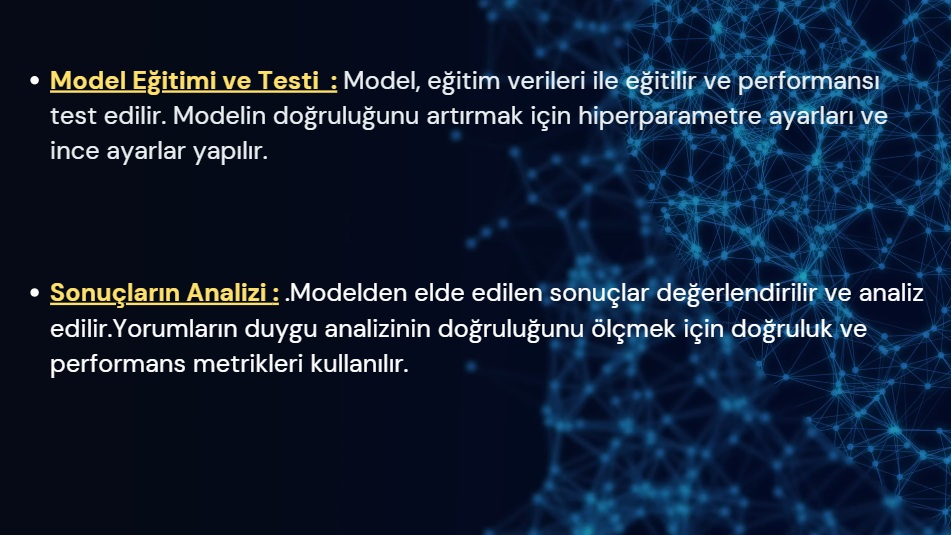 • Model Eğitimi ve Testi : Model, eğitim verileri ile eğitilir ve performansı
test edilir. Modelin doğruluğunu artırmak için hiperparametre ayarları ve
ince ayarlar yapılır.
• Sonuçların Analizi : .Modelden elde edilen sonuçlar değerlendirilir ve analiz
edilir.Yorumların duygu analizinin doğruluğunu ölçmek için doğruluk ve
performans metrikleri kullanılır.